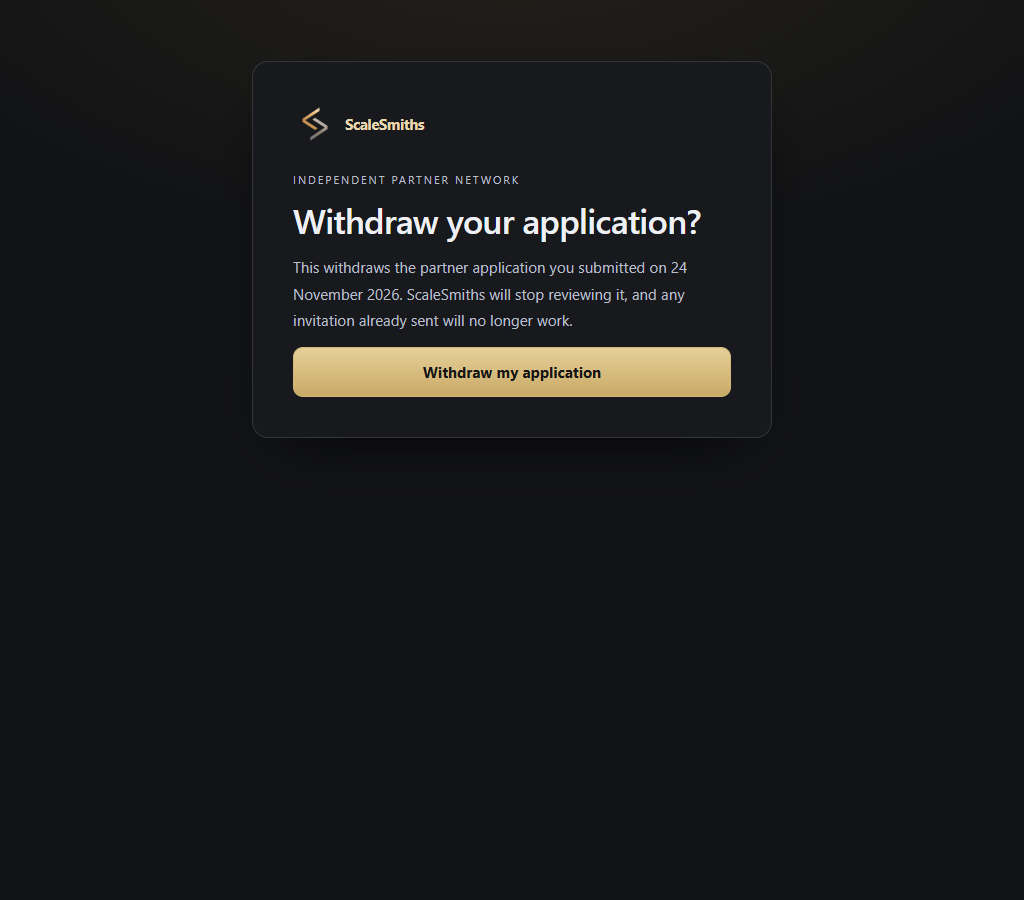 ScaleSmiths
INDEPENDENT PARTNER NETWORK
Withdraw your application?
This withdraws the partner application you submitted on 24
November 2026. ScaleSmiths will stop reviewing it, and any
invitation already sent will no longer work.
Withdraw my application